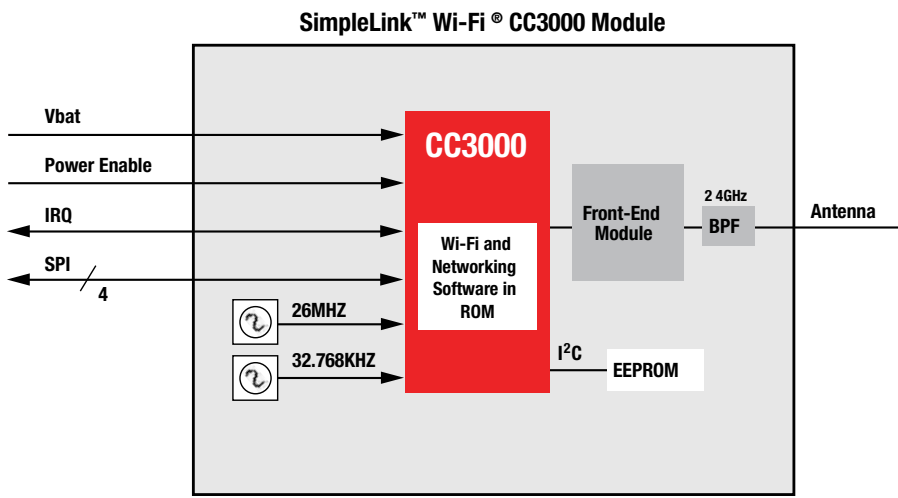 SimpleLink™ Wi-Fi ® CC3000 Module
Vbat
Power Enable
IRQ
SPI
4
26MHZ
32.768KHZ
CC3000
Wi-Fi and
Networking
Software in
ROM
Front-End
Module
2 4GHz
BPF
Antenna
I²C
EEPROM